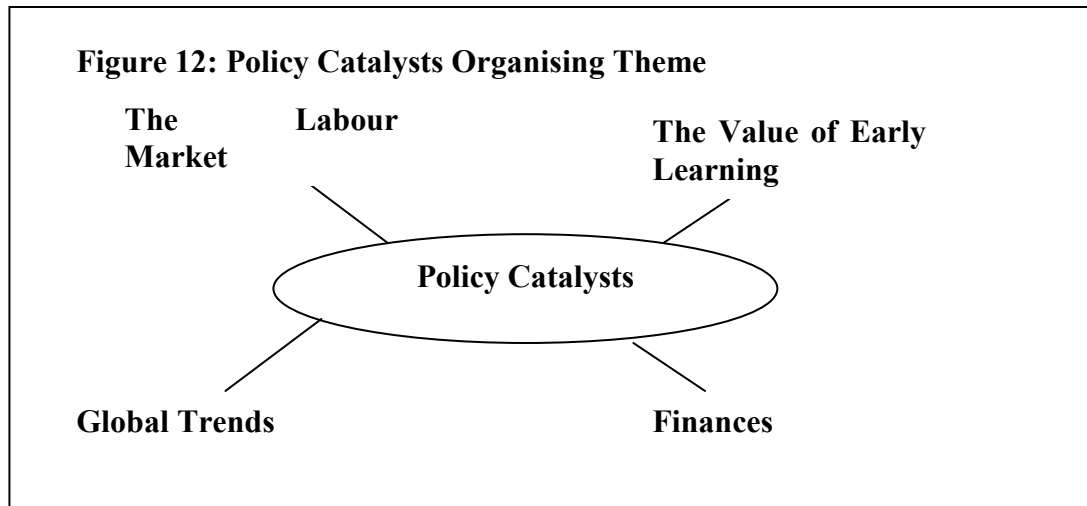 Figure 12: Policy Catalysts Organising Theme
The Labour
Market
The Value of Early
Learning
Policy Catalysts
Global Trends
Finances